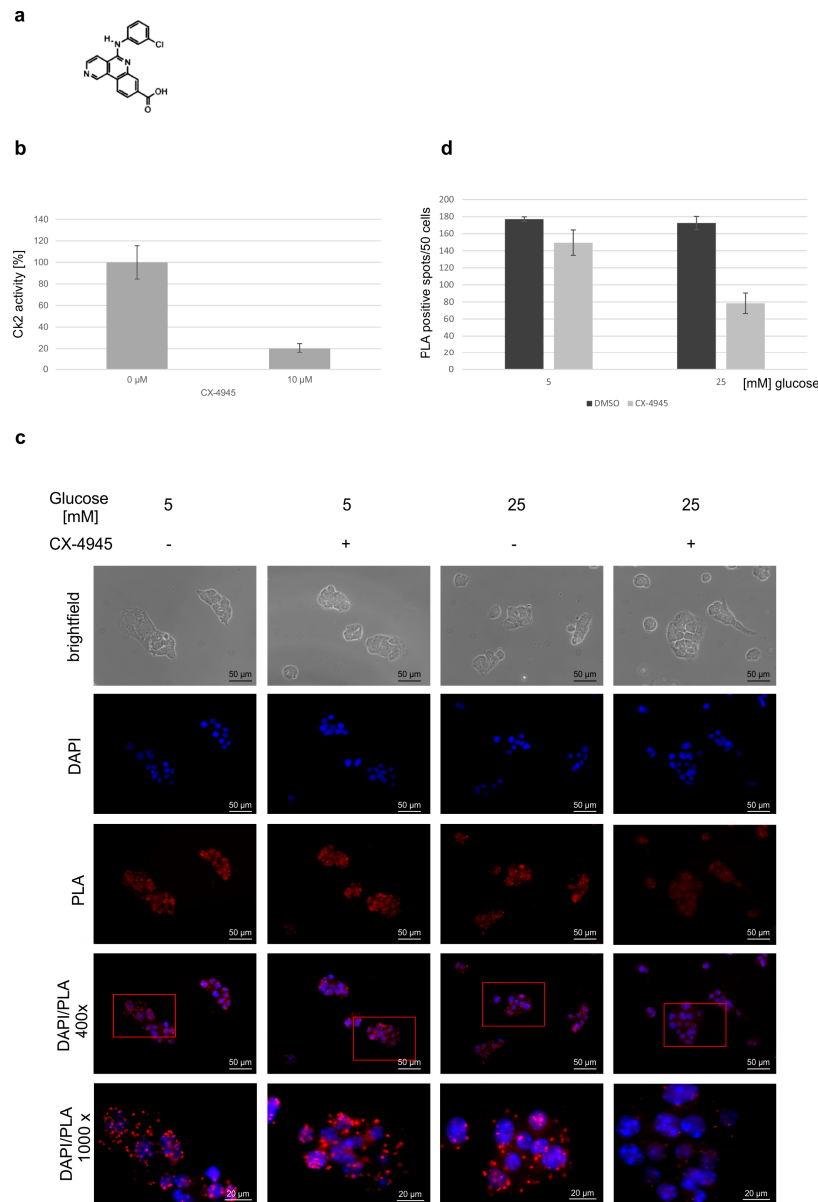 a
H
N
Cl
N
N
OH
O
b
Ck2 activity [%]
140
120
100
80
60
40
20
0
0 µM
10 µM
CX-4945
d
PLA positive spots/50 cells
200
180
160
140
120
100
80
60
40
20
0
5
25
[mM] glucose
DMSO
CX-4945
c
Glucose
[mM]
5
5
25
25
CX-4945
-
+
-
+
brightfield
50 µm
50 µm
50 µm
50 µm
DAPI
50 µm
50 µm
50 µm
50 µm
PLA
50 µm
50 µm
50 µm
50 µm
DAPI/PLA
400x
50 µm
50 µm
50 µm
50 µm
DAPI/PLA
1000 x
20 µm
20 µm
20 µm
20 µm